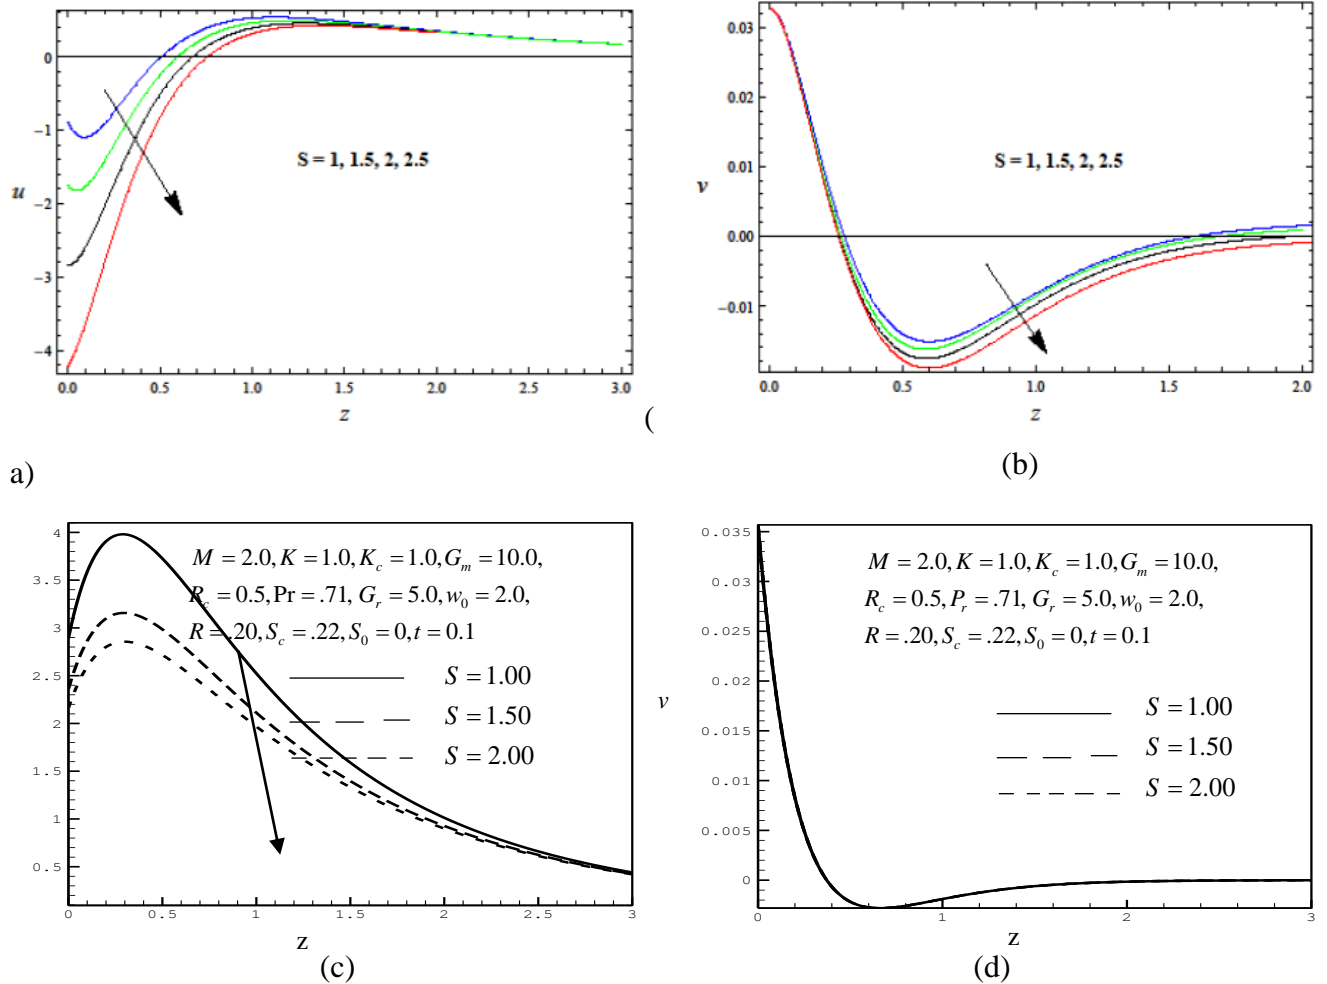 0
−1
−2
−3
−4
u
S = 1, 1.5, 2, 2.5
0.0 0.5 1.0 1.5 2.0 2.5 3.0
z
(
a)
0.03
0.02
0.01
0.00
−0.01
v
S = 1, 1.5, 2, 2.5
0.0 0.5 1.0 1.5 2.0
z
(b)
4
3.5
3
2.5
2
1.5
1
0.5
M = 2.0, K = 1.0, K_c = 1.0, G_m = 10.0,
R_c = 0.5, Pr = .71, G_r = 5.0, w_0 = 2.0,
R = .20, S_c = .22, S_0 = 0, t = 0.1
S = 1.00
S = 1.50
S = 2.00
0 0.5 1 1.5 2 2.5 3
z
(c)
0.035
0.03
0.025
0.02
0.015
0.01
0.005
0
v
M = 2.0, K = 1.0, K_c = 1.0, G_m = 10.0,
R_c = 0.5, P_r = .71, G_r = 5.0, w_0 = 2.0,
R = .20, S_c = .22, S_0 = 0, t = 0.1
S = 1.00
S = 1.50
S = 2.00
0 1 2 3
z
(d)